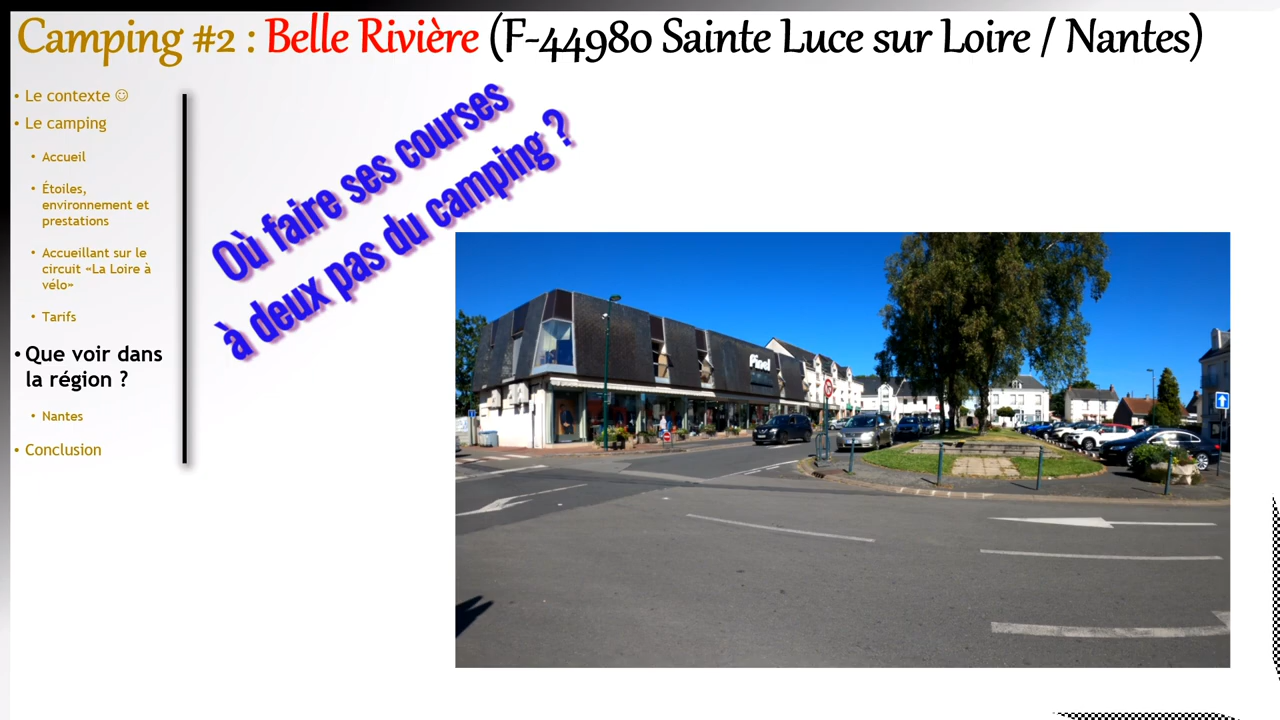 Camping #2 : Belle Rivière (F-44980 Sainte Luce sur Loire / Nantes)
• Le contexte ☺
• Le camping
• Accueil
• Étoiles,
environnement et
prestations
• Accueillant sur le
circuit «La Loire à
vélo»
• Tarifs
• Que voir dans
la région ?
• Nantes
• Conclusion
Où faire ses courses
à deux pas du camping ?